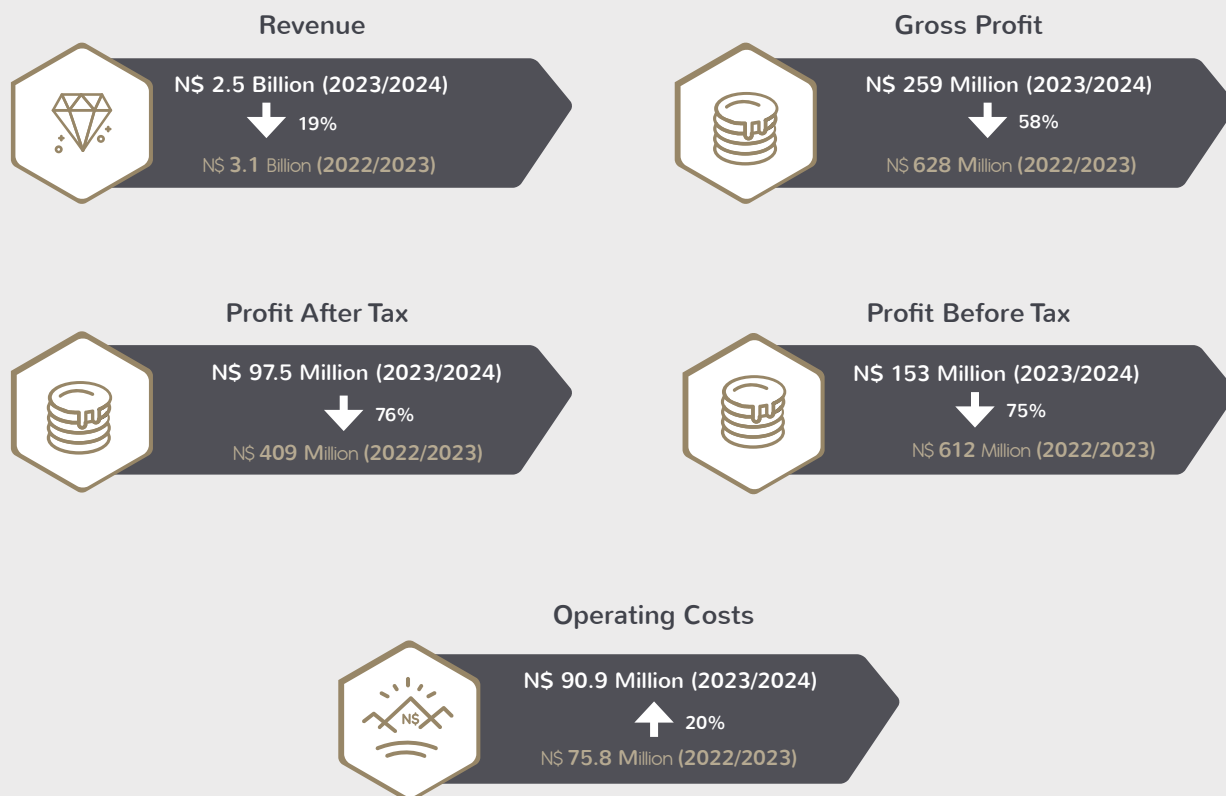 Revenue
N$ 2.5 Billion (2023/2024)
19%
N$ 3.1 Billion (2022/2023)
Gross Profit
N$ 259 Million (2023/2024)
58%
N$ 628 Million (2022/2023)
Profit After Tax
N$ 97.5 Million (2023/2024)
76%
N$ 409 Million (2022/2023)
Profit Before Tax
N$ 153 Million (2023/2024)
75%
N$ 612 Million (2022/2023)
Operating Costs
N$ 90.9 Million (2023/2024)
N$
20%
N$ 75.8 Million (2022/2023)